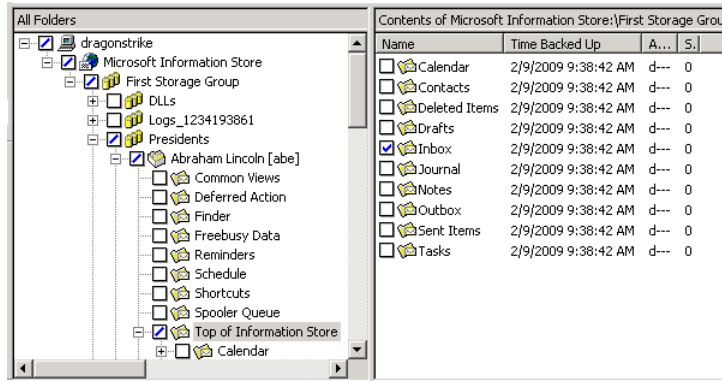 All Folders
dragonstrike
Microsoft Information Store
First Storage Group
DLLs
Logs_1234193861
Presidents
Abraham Lincoln [abe]
Common Views
Deferred Action
Finder
Freebusy Data
Reminders
Schedule
Shortcuts
Spooler Queue
Top of Information Store
Calendar
Contents of Microsoft Information Store:\First Storage Grou
Name Time Backed Up A... S.
Calendar 2/9/2009 9:38:42 AM d--- 0
Contacts 2/9/2009 9:38:42 AM d--- 0
Deleted Items 2/9/2009 9:38:42 AM d--- 0
Drafts 2/9/2009 9:38:42 AM d--- 0
Inbox 2/9/2009 9:38:42 AM d--- 0
Journal 2/9/2009 9:38:42 AM d--- 0
Notes 2/9/2009 9:38:42 AM d--- 0
Outbox 2/9/2009 9:38:42 AM d--- 0
Sent Items 2/9/2009 9:38:42 AM d--- 0
Tasks 2/9/2009 9:38:42 AM d--- 0